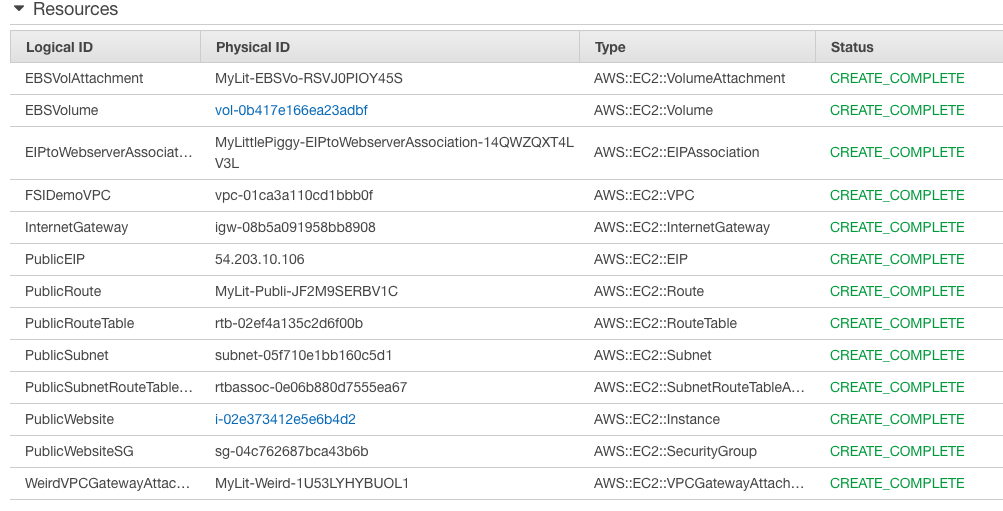 Resources
Logical ID Physical ID Type Status
EBSVolAttachment MyLit-EBSVo-RSVJ0PIOY45S AWS::EC2::VolumeAttachment CREATE_COMPLETE
EBSVolume vol-0b417e166ea23adbf AWS::EC2::Volume CREATE_COMPLETE
EIPtoWebserverAssociat… MyLittlePiggy-EIPtoWebserverAssociation-14QWZQXT4L AWS::EC2::EIPAssociation CREATE_COMPLETE
V3L
FSIDemoVPC vpc-01ca3a110cd1bbb0f AWS::EC2::VPC CREATE_COMPLETE
InternetGateway igw-08b5a091958bb8908 AWS::EC2::InternetGateway CREATE_COMPLETE
PublicEIP 54.203.10.106 AWS::EC2::EIP CREATE_COMPLETE
PublicRoute MyLit-Publi-JF2M9SERBV1C AWS::EC2::Route CREATE_COMPLETE
PublicRouteTable rtb-02ef4a135c2d6f00b AWS::EC2::RouteTable CREATE_COMPLETE
PublicSubnet subnet-05f710e1bb160c5d1 AWS::EC2::Subnet CREATE_COMPLETE
PublicSubnetRouteTable… rtbassoc-0e06b880d7555ea67 AWS::EC2::SubnetRouteTableA… CREATE_COMPLETE
PublicWebsite i-02e373412e5e6b4d2 AWS::EC2::Instance CREATE_COMPLETE
PublicWebsiteSG sg-04c762687bca43b6b AWS::EC2::SecurityGroup CREATE_COMPLETE
WeirdVPCGatewayAttac… MyLit-Weird-1U53LYHYBUOL1 AWS::EC2::VPCGatewayAttach… CREATE_COMPLETE